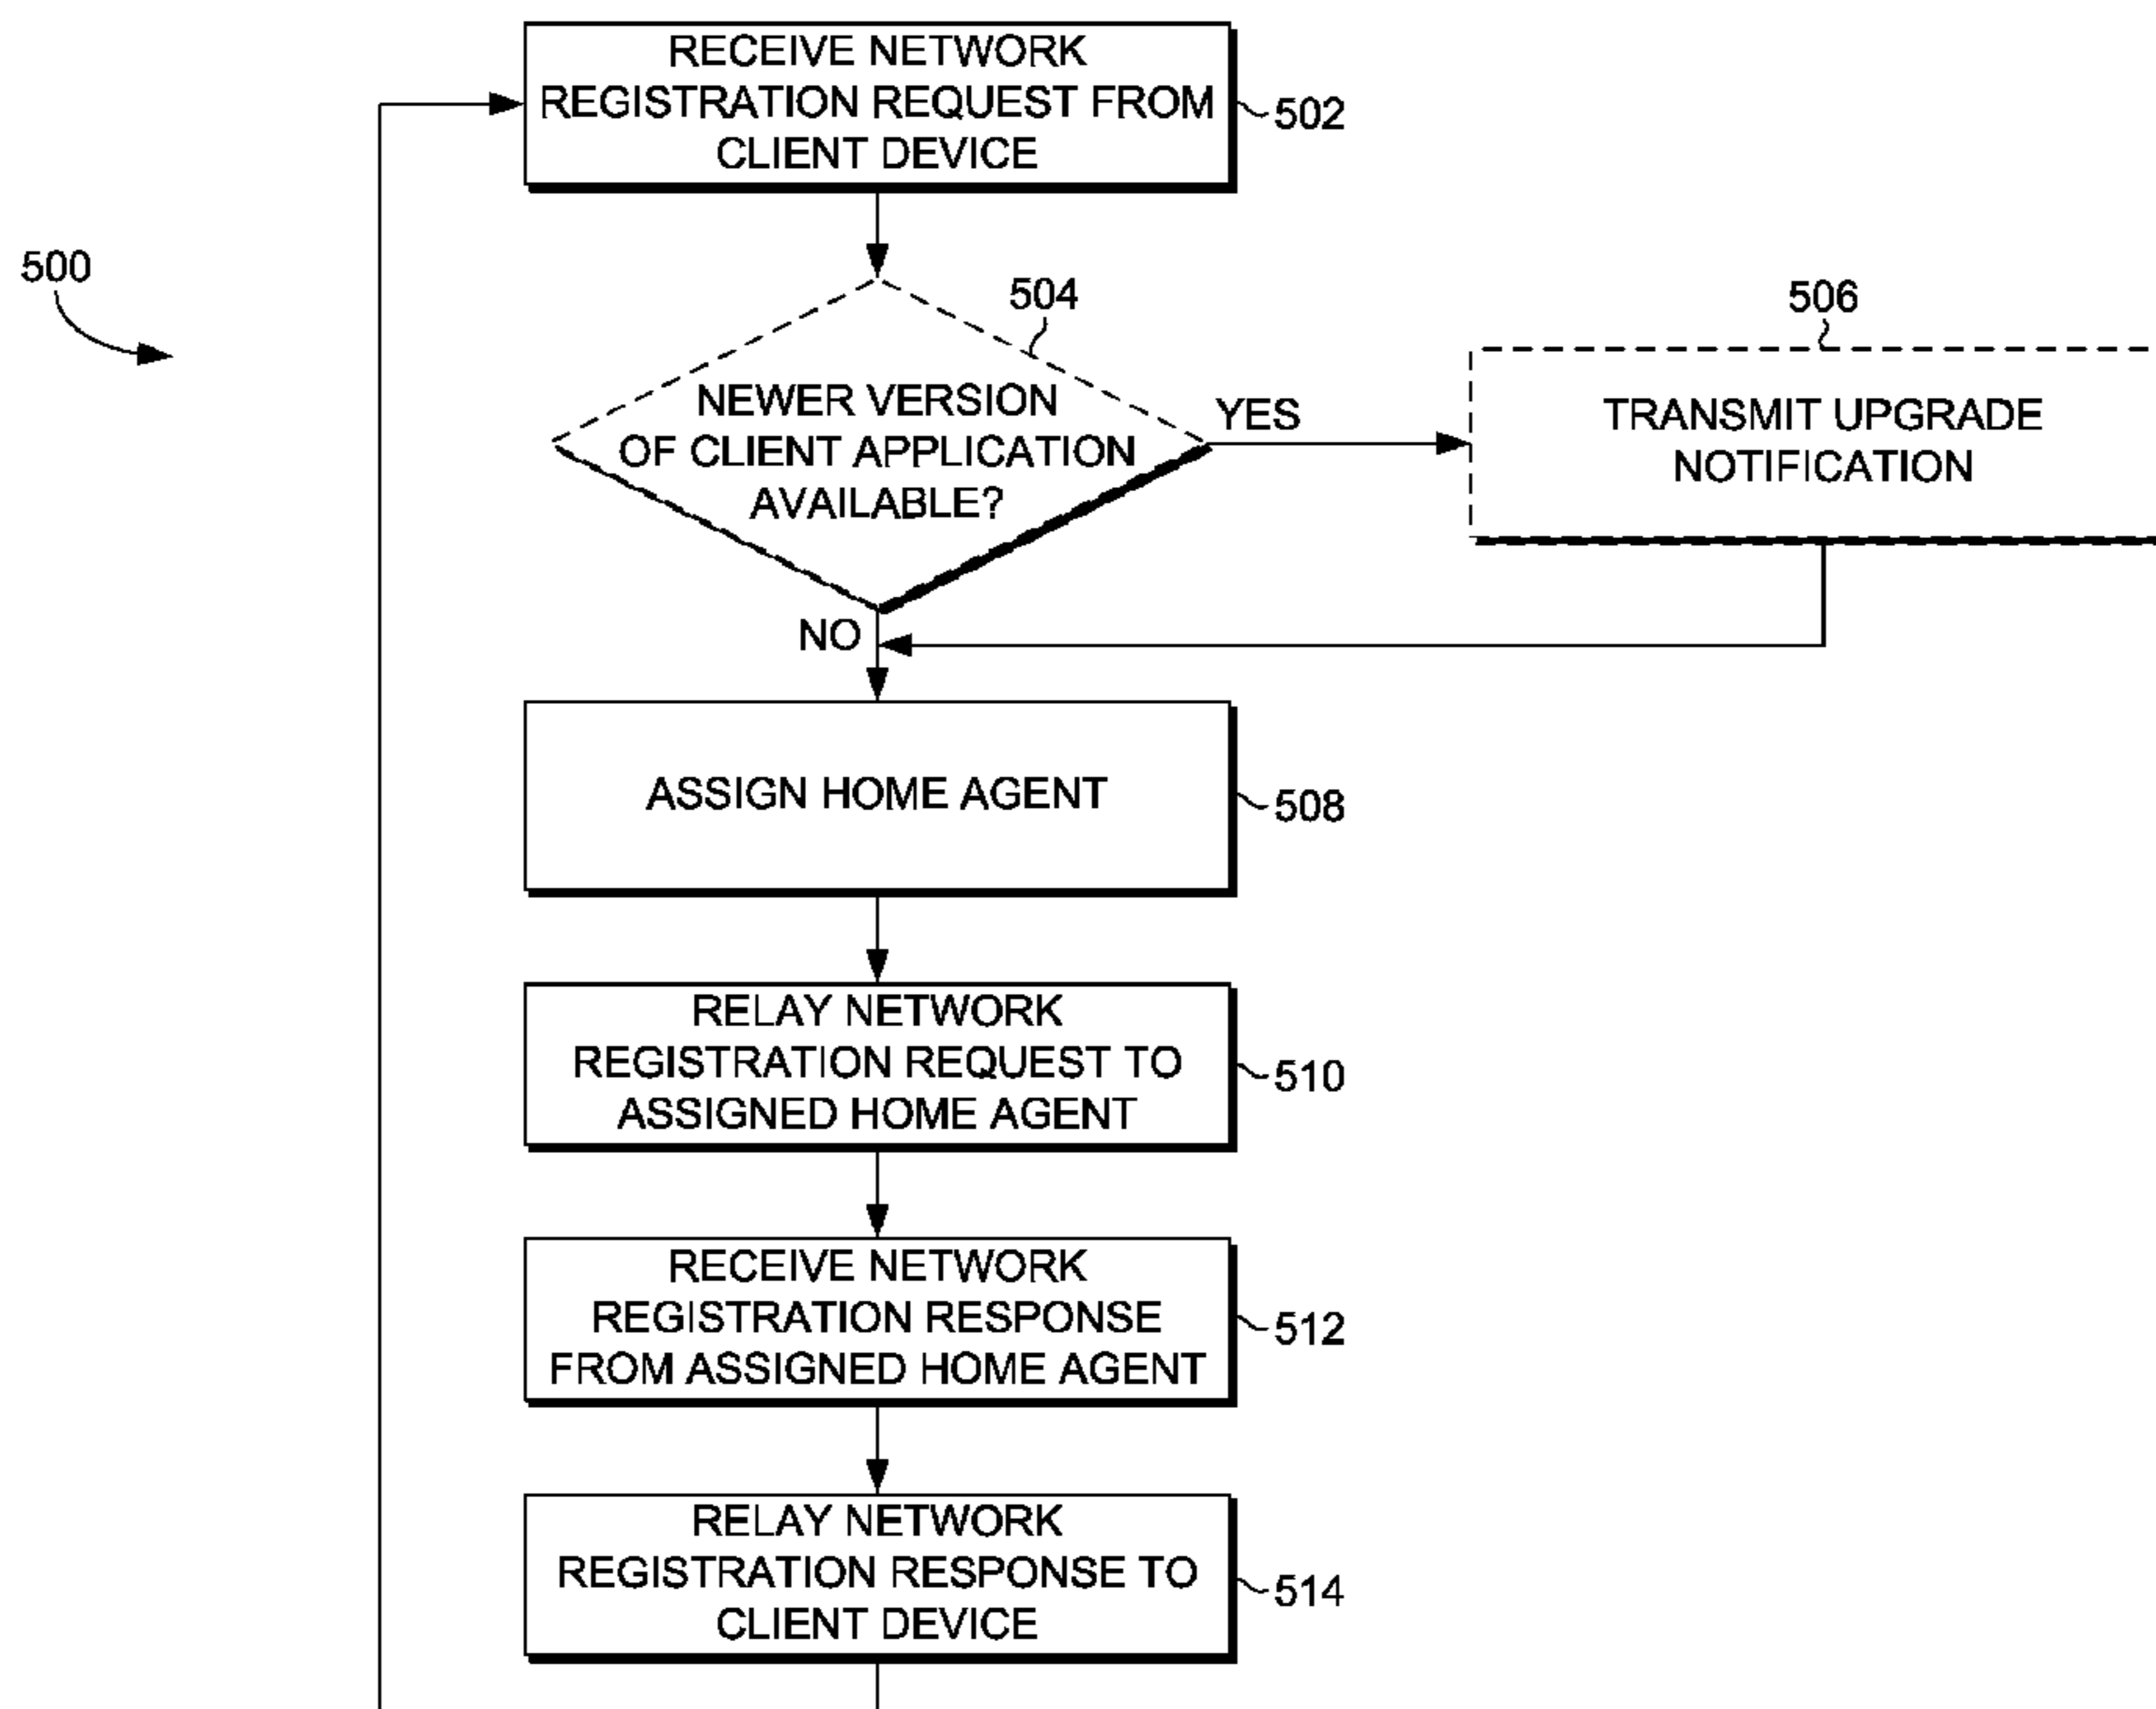 RECEIVE NETWORK
REGISTRATION REQUEST FROM
CLIENT DEVICE
502
500
504
NEWER VERSION
OF CLIENT APPLICATION
AVAILABLE?
YES
506
TRANSMIT UPGRADE
NOTIFICATION
NO
ASSIGN HOME AGENT
508
RELAY NETWORK
REGISTRATION REQUEST TO
ASSIGNED HOME AGENT
510
RECEIVE NETWORK
REGISTRATION RESPONSE
FROM ASSIGNED HOME AGENT
512
RELAY NETWORK
REGISTRATION RESPONSE TO
CLIENT DEVICE
514